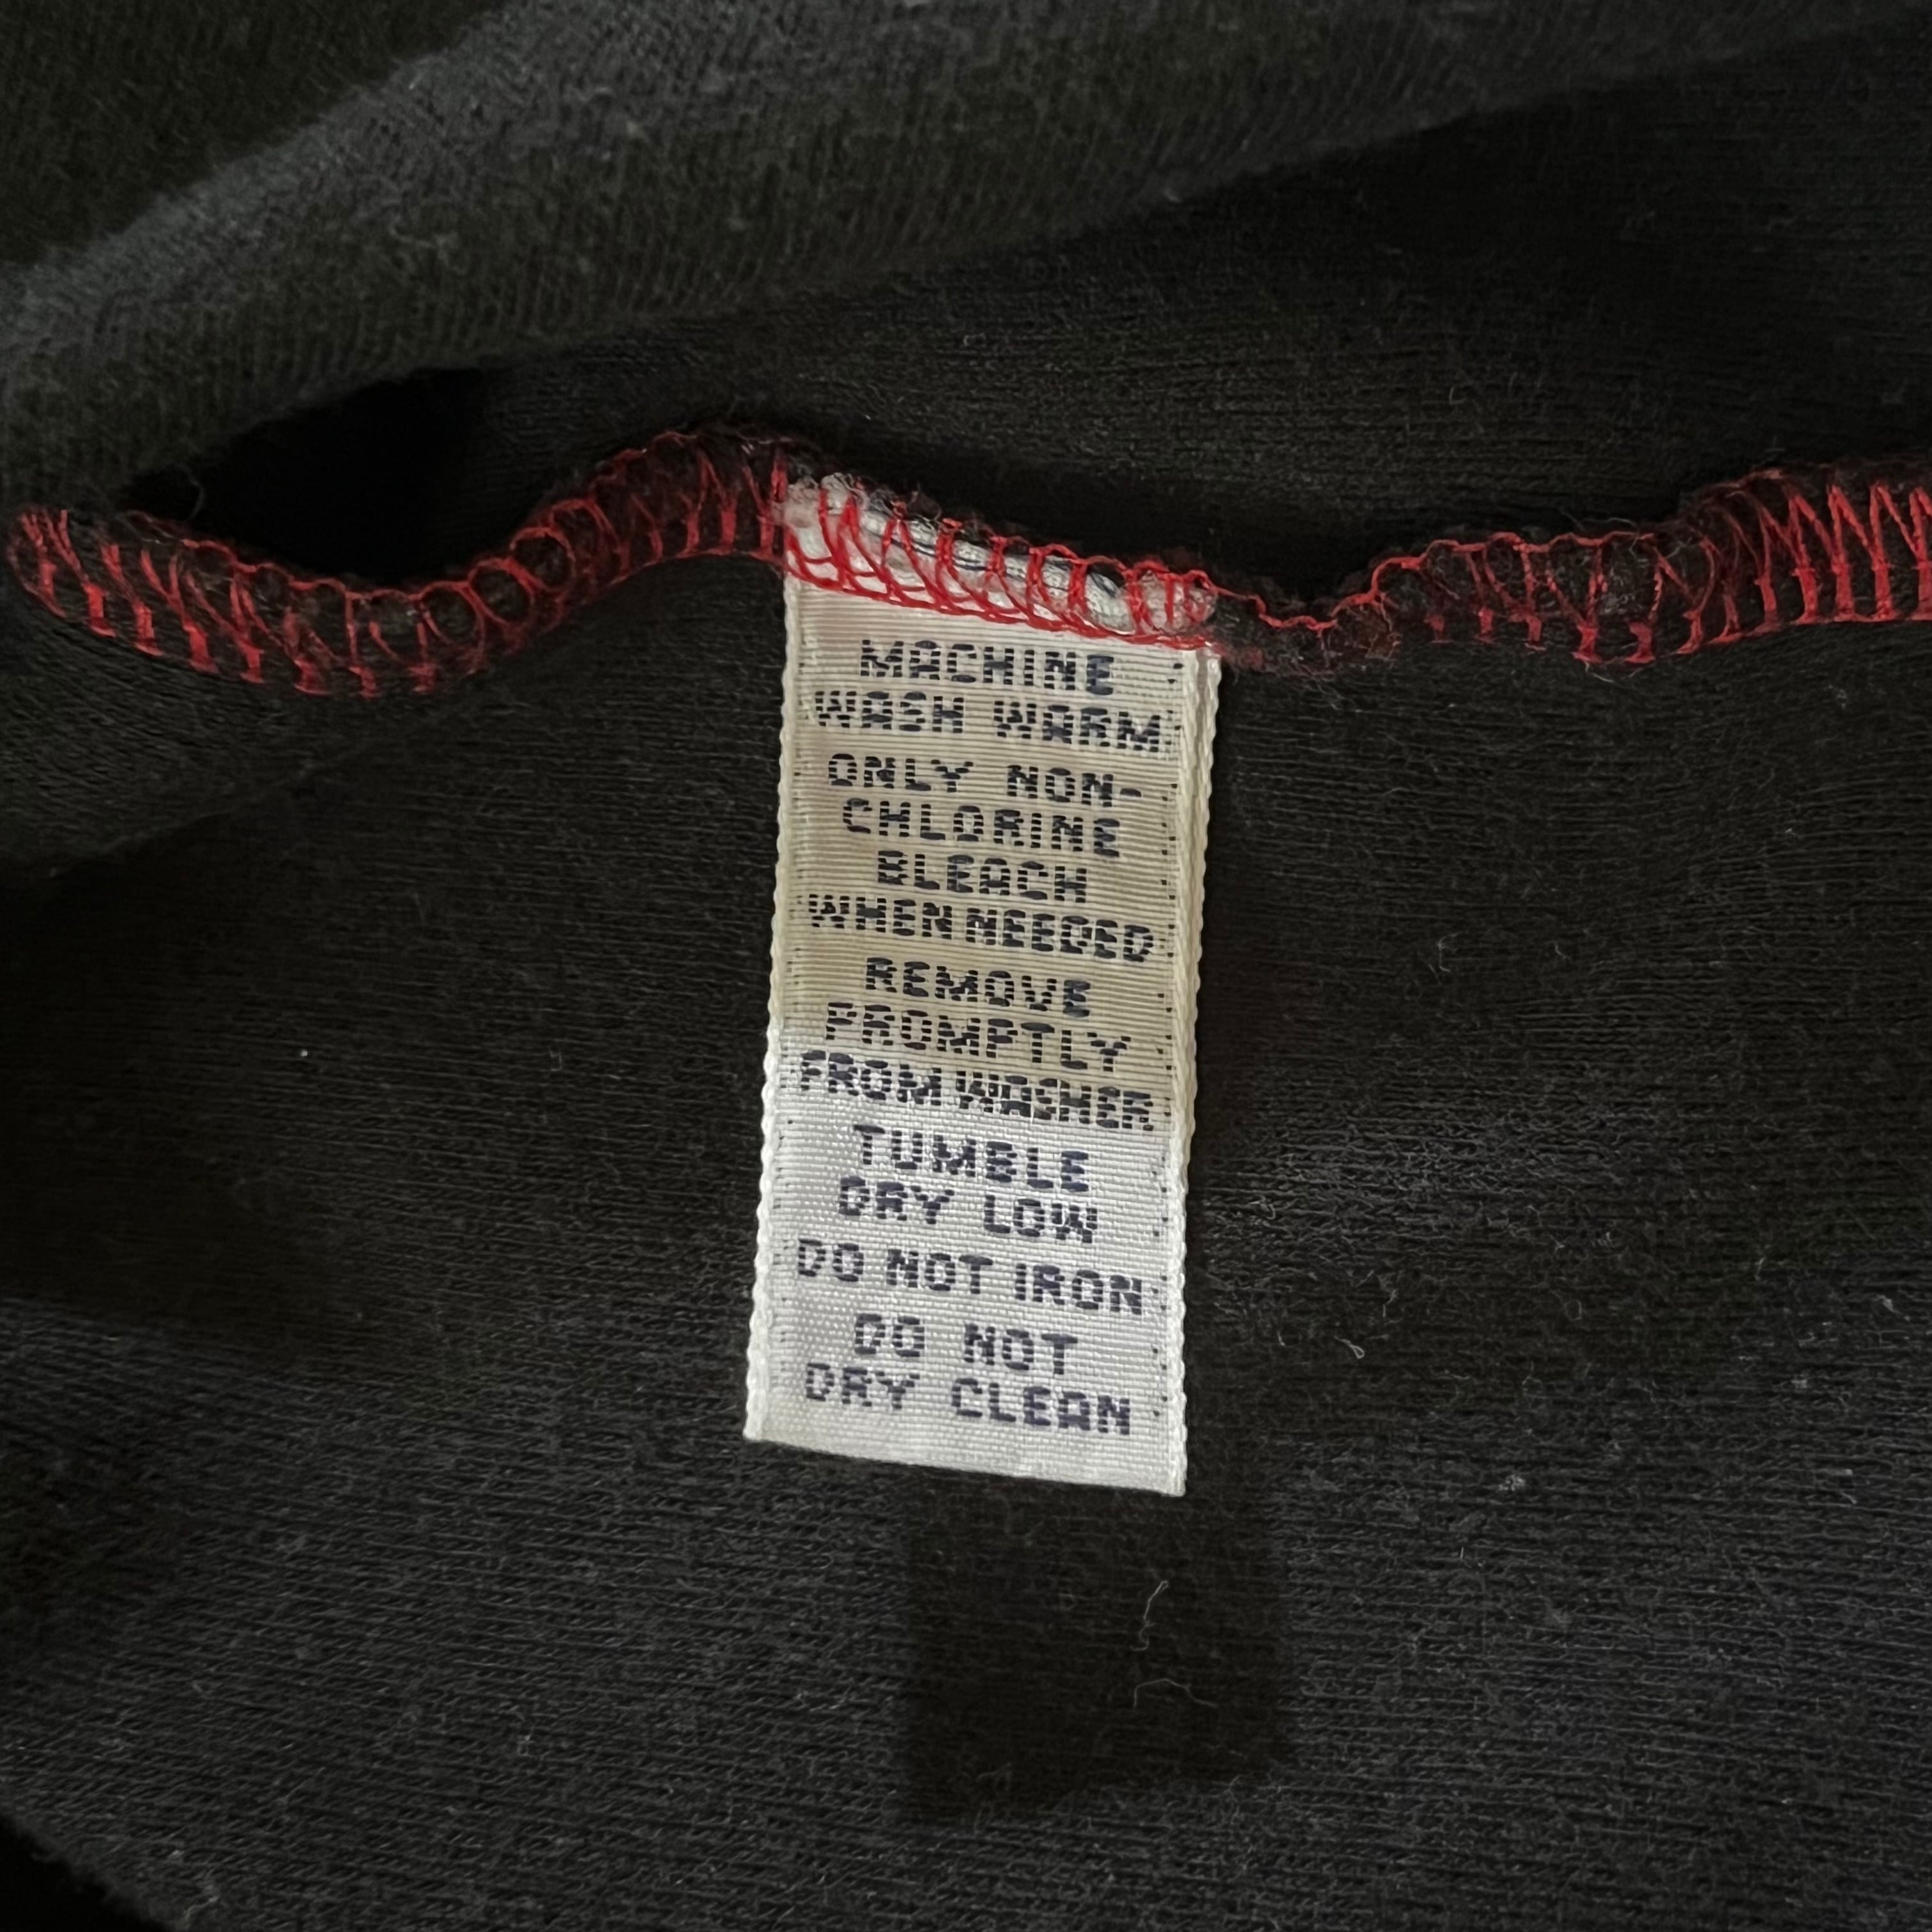 MACHINE
WASH WARM
ONLY NON-
CHLORINE
BLEACH
WHEN NEEDED
REMOVE
PROMPTLY
FROM WASHER
TUMBLE
DRY LOW
DO NOT IRON
DO NOT
DRY CLEAN